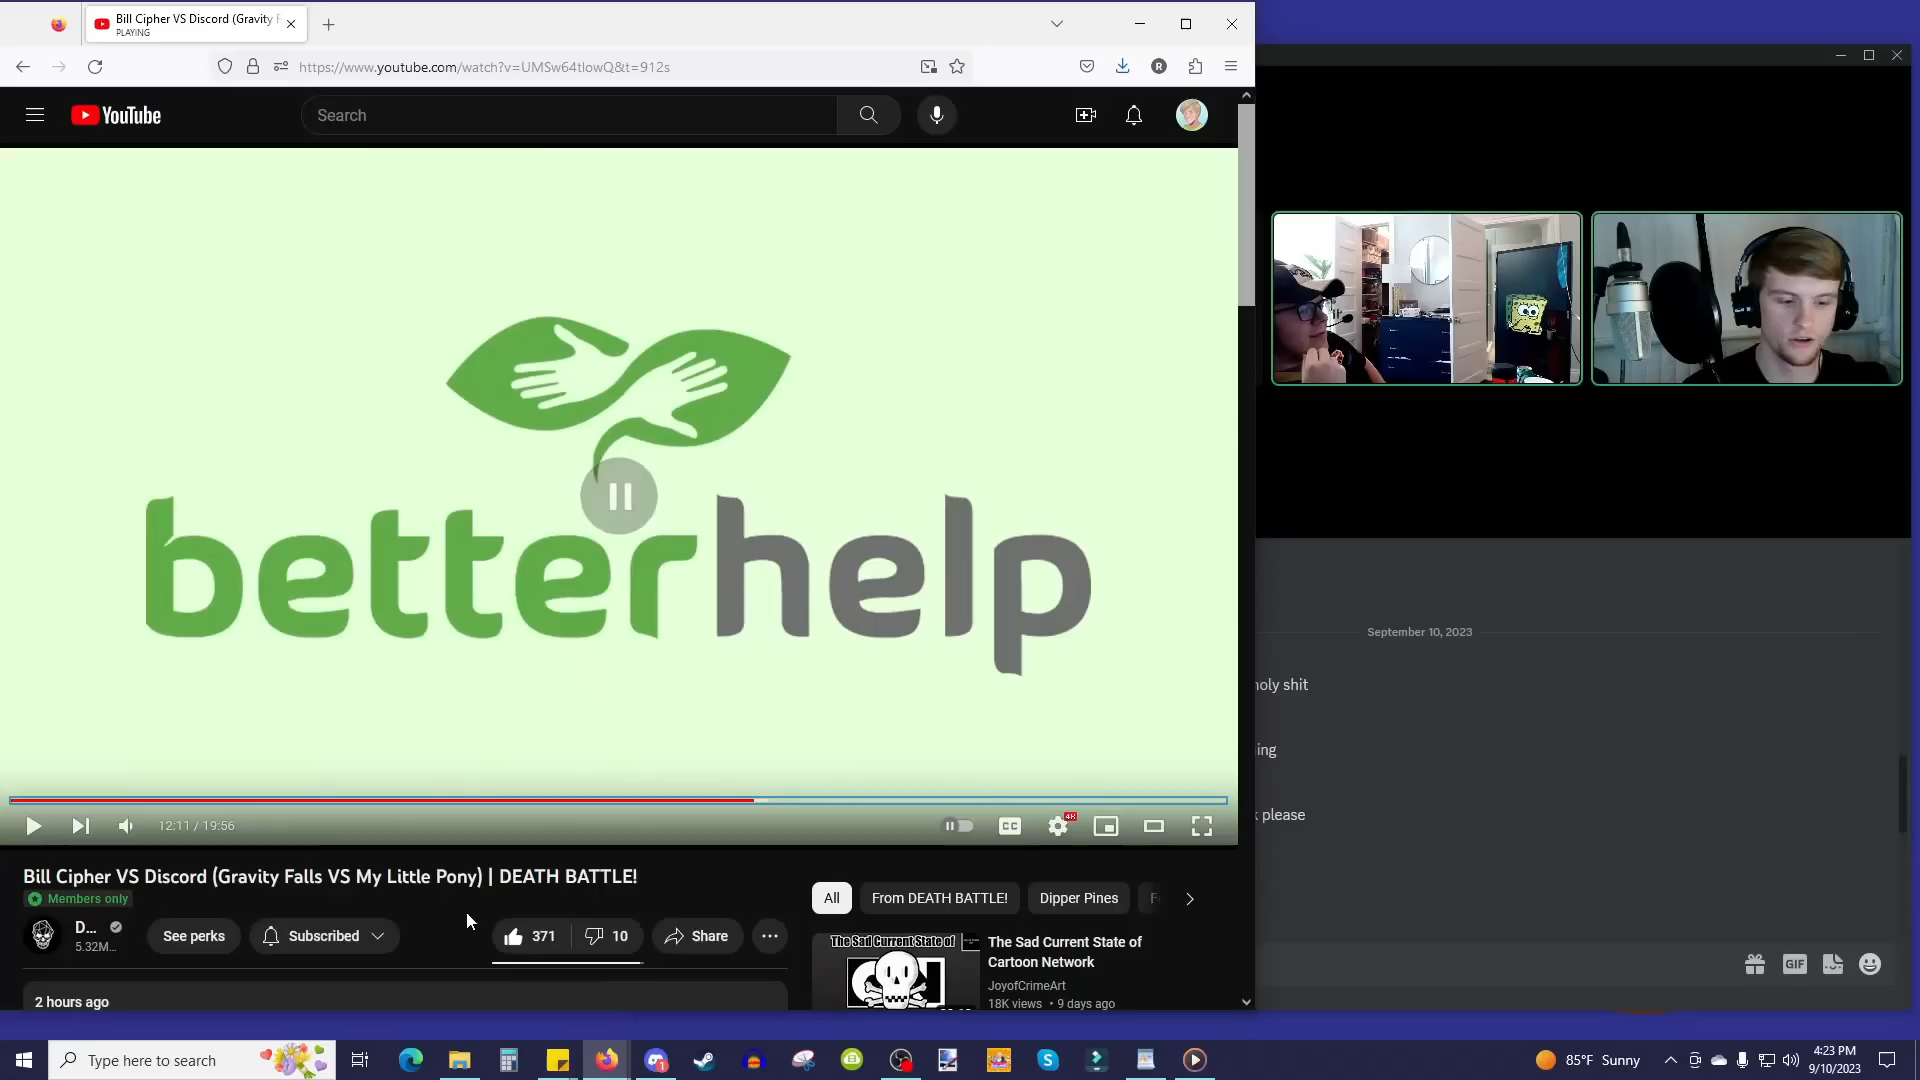 Bill Cipher VS Discord (Gravity F
PLAYING
https://www.youtube.com/watch?v=UMSw64tlowQ&t=912s
R
YouTube
Search
betterhelp
12:11 / 19:56
CC
4K
Bill Cipher VS Discord (Gravity Falls VS My Little Pony) | DEATH BATTLE!
Members only
D...
5.32M...
See perks
Subscribed
371
10
Share
2 hours ago
All
From DEATH BATTLE!
Dipper Pines
The Sad Current State of
The Sad Current State of
Cartoon Network
JoyofCrimeArt
18K views • 9 days ago
September 10, 2023
holy shit
ing
please
GIF
Type here to search
1
85°F Sunny
4:23 PM
9/10/2023